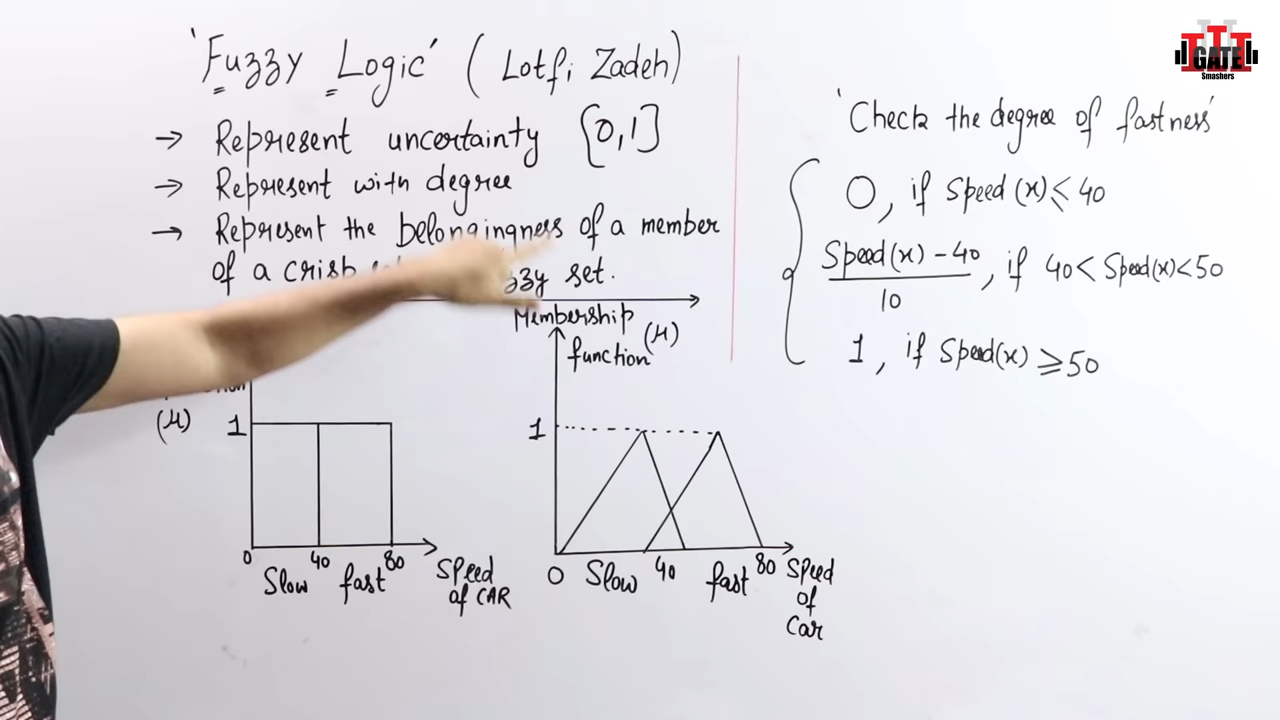 'Fuzzy Logic' (Lotfi Zadeh)
→ Represent uncertainty {0,1]
→ Represent with degree
→ Represent the belongingness of a member
of a crisp set.
Membership
function (μ)
(μ)
1
0 40 80
Slow fast
Speed
of CAR
1
0 Slow 40 fast 80
Speed
of
Car
'Check the degree of fastness'
0, if Speed (x) ≤ 40
Speed(x) - 40
10
, if 40 < Speed(x) < 50
1, if Speed(x) ≥ 50
GATE
Smashers